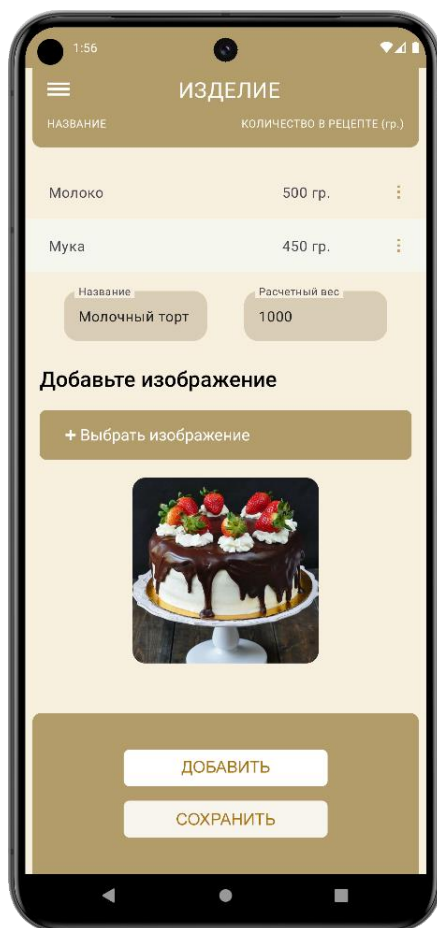 1:56
ИЗДЕЛИЕ
НАЗВАНИЕ КОЛИЧЕСТВО В РЕЦЕПТЕ (гр.)
Молоко 500 гр.
Мука 450 гр.
Название Расчетный вес
Молочный торт 1000
Добавьте изображение
+ Выбрать изображение
ДОБАВИТЬ
СОХРАНИТЬ